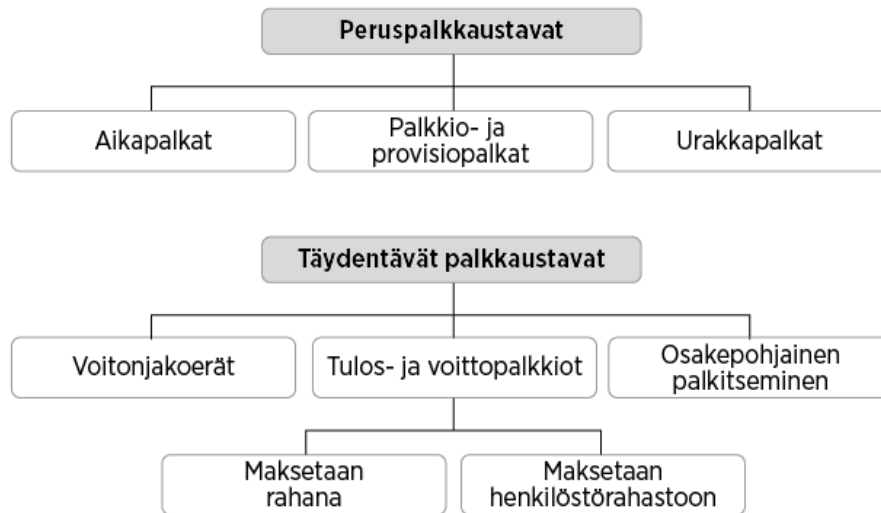 Peruspalkkaustavat
Aikapalkat
Palkkio- ja
provisiopalkat
Urakkapalkat
Täydentävät palkkaustavat
Voitonjakoerät
Tulos- ja voittopalkkiot
Osakepohjainen
palkitseminen
Maksetaan
rahana
Maksetaan
henkilöstörahastoon